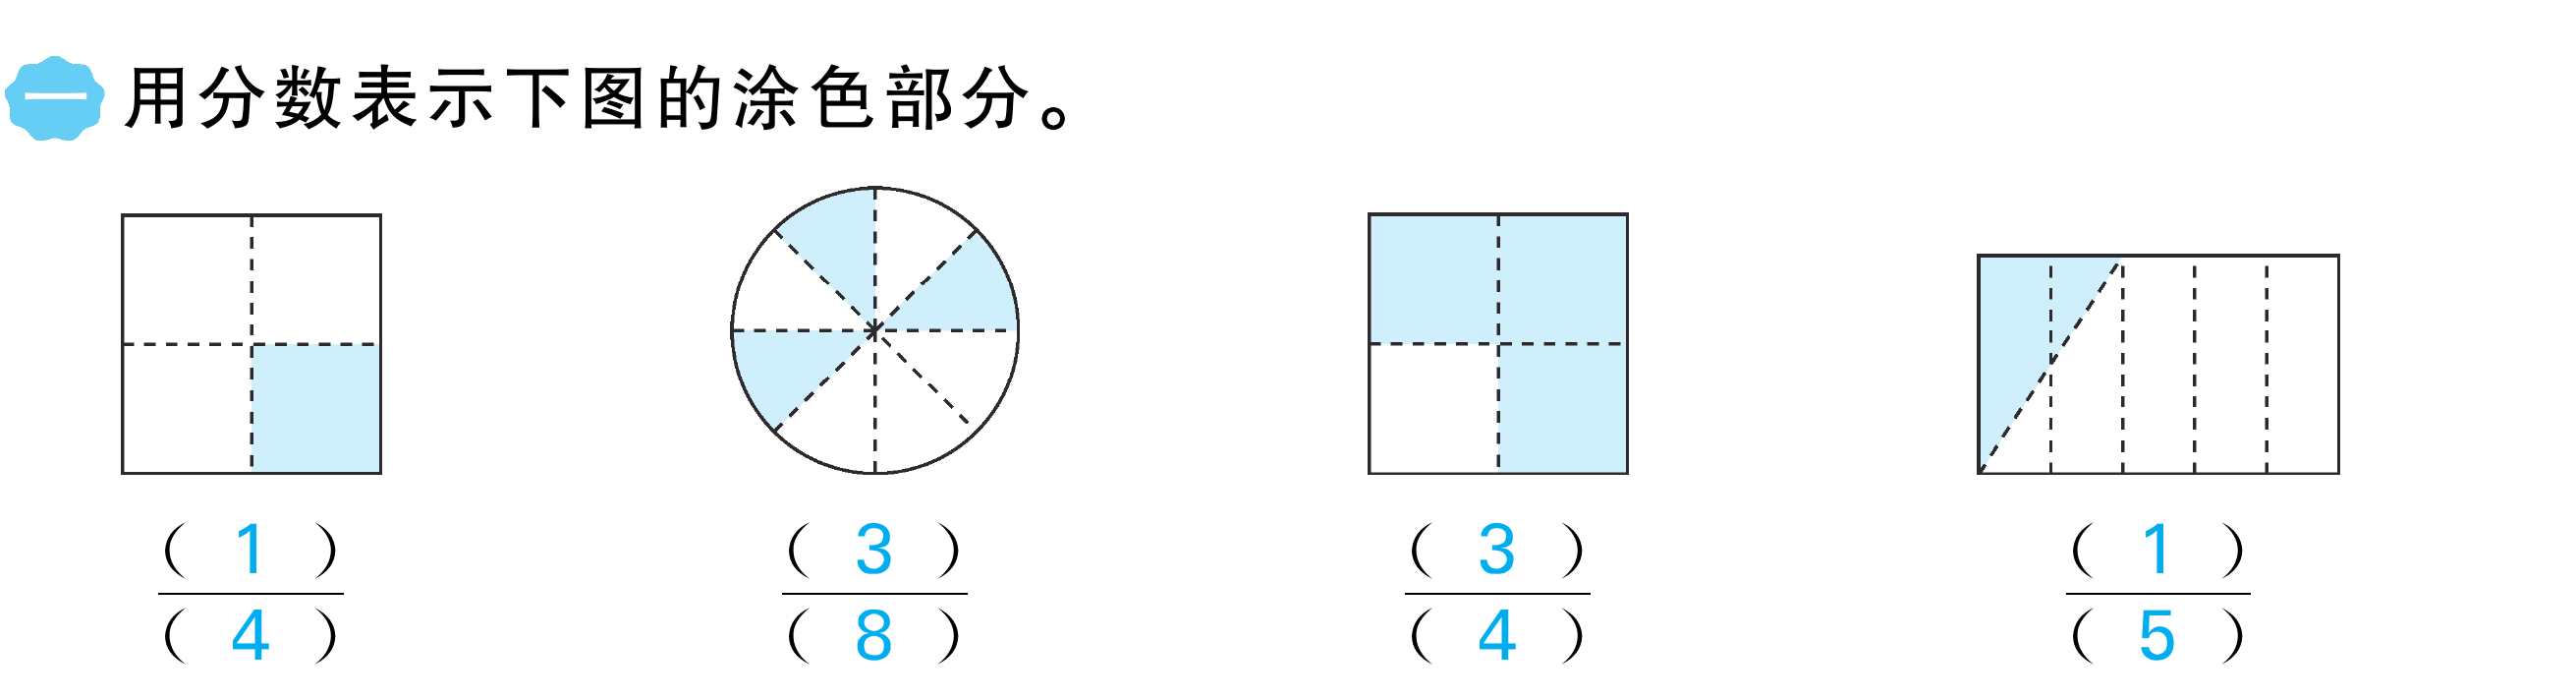 一 用分数表示下图的涂色部分。
( 1 ) ( 3 ) ( 3 ) ( 1 )
( 4 ) ( 8 ) ( 4 ) ( 5 )